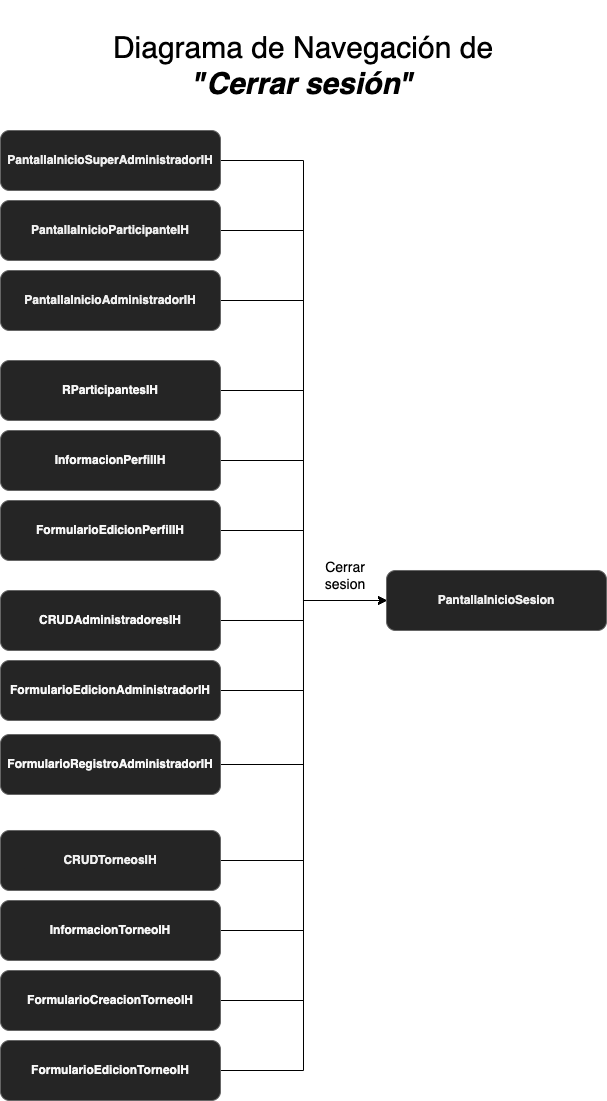 Diagrama de Navegación de
"Cerrar sesión"
PantallaInicioSuperAdministradorIH
PantallaInicioParticipanteIH
PantallaInicioAdministradorIH
RParticipantesIH
InformacionPerfilIH
FormularioEdicionPerfilIH
Cerrar
sesion
PantallaInicioSesion
CRUDAdministradoresIH
FormularioEdicionAdministradorIH
FormularioRegistroAdministradorIH
CRUDTorneosIH
InformacionTorneoIH
FormularioCreacionTorneoIH
FormularioEdicionTorneoIH